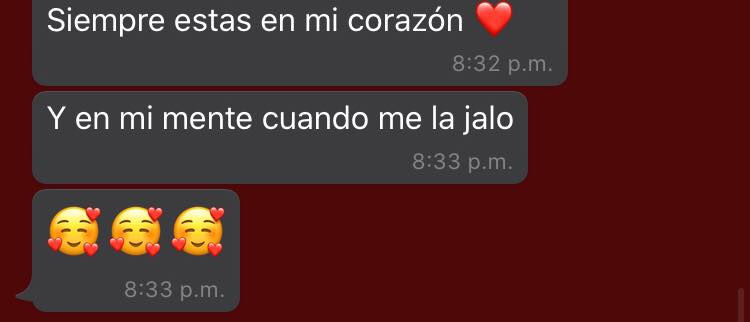 Siempre estas en mi corazón ❤️
8:32 p.m.
Y en mi mente cuando me la jalo
8:33 p.m.
🥰🥰🥰
8:33 p.m.